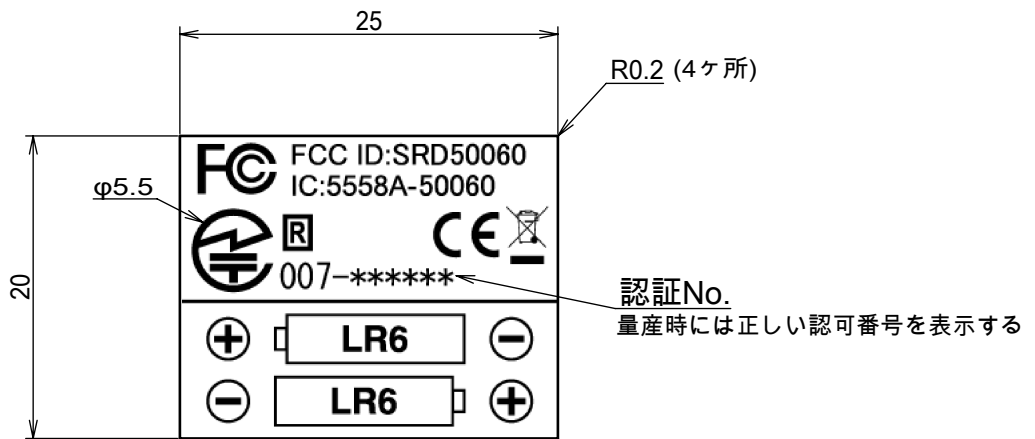 25
R0.2 (4ケ所)
FC FCC ID:SRD50060
IC:5558A-50060
φ5.5
R CE
007-******
20
認証No.
量産時には正しい認可番号を表示する
+ LR6 -
- LR6 +